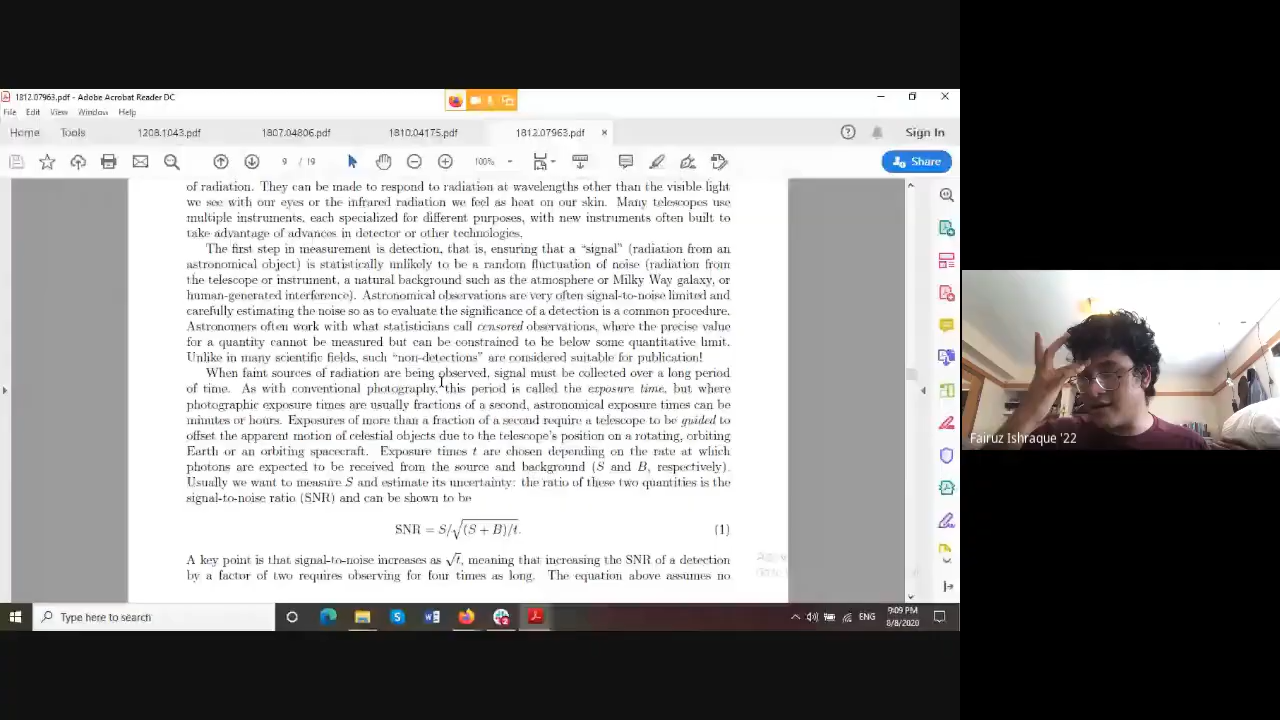 1812.07963.pdf - Adobe Acrobat Reader DC
File Edit View Window Help
Home Tools 1208.1043.pdf 1807.04806.pdf 1810.04175.pdf 1812.07963.pdf × Sign In
9 / 19 100% Share
of radiation. They can be made to respond to radiation at wavelengths other than the visible light
we see with our eyes or the infrared radiation we feel as heat on our skin. Many telescopes use
multiple instruments, each specialized for different purposes, with new instruments often built to
take advantage of advances in detector or other technologies.
The first step in measurement is detection, that is, ensuring that a “signal” (radiation from an
astronomical object) is statistically unlikely to be a random fluctuation of noise (radiation from
the telescope or instrument, a natural background such as the atmosphere or Milky Way galaxy, or
human-generated interference). Astronomical observations are very often signal-to-noise limited and
carefully estimating the noise so as to evaluate the significance of a detection is a common procedure.
Astronomers often work with what statisticians call censored observations, where the precise value
for a quantity cannot be measured but can be constrained to be below some quantitative limit.
Unlike in many scientific fields, such “non-detections” are considered suitable for publication!
When faint sources of radiation are being observed, signal must be collected over a long period
of time. As with conventional photography, this period is called the exposure time, but where
photographic exposure times are usually fractions of a second, astronomical exposure times can be
minutes or hours. Exposures of more than a fraction of a second require a telescope to be guided to
offset the apparent motion of celestial objects due to the telescope's position on a rotating, orbiting
Earth or an orbiting spacecraft. Exposure times t are chosen depending on the rate at which
photons are expected to be received from the source and background (S and B, respectively).
Usually we want to measure S and estimate its uncertainty: the ratio of these two quantities is the
signal-to-noise ratio (SNR) and can be shown to be
SNR = S/√(S + B)/t. (1)
A key point is that signal-to-noise increases as √t, meaning that increasing the SNR of a detection
by a factor of two requires observing for four times as long. The equation above assumes no
Type here to search
ENG
9:09 PM
8/8/2020
Fairuz Ishraque '22